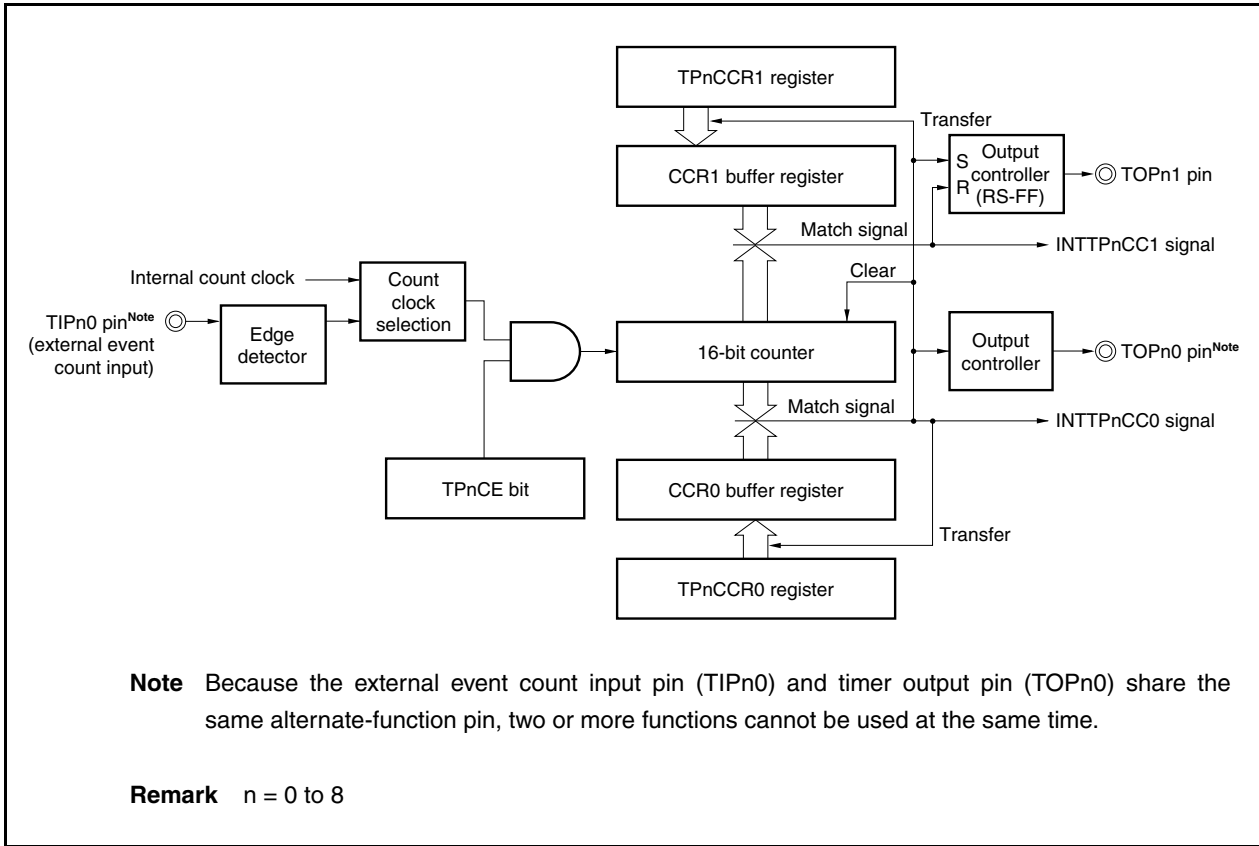 TPnCCR1 register
Transfer
CCR1 buffer register
S
R
Output
controller
(RS-FF)
TOPn1 pin
Match signal
INTTPnCC1 signal
Internal count clock
Count
clock
selection
Clear
TIPn0 pinNote
(external event
count input)
Edge
detector
16-bit counter
Output
controller
TOPn0 pinNote
Match signal
INTTPnCC0 signal
TPnCE bit
CCR0 buffer register
Transfer
TPnCCR0 register
Note Because the external event count input pin (TIPn0) and timer output pin (TOPn0) share the
same alternate-function pin, two or more functions cannot be used at the same time.
Remark n = 0 to 8